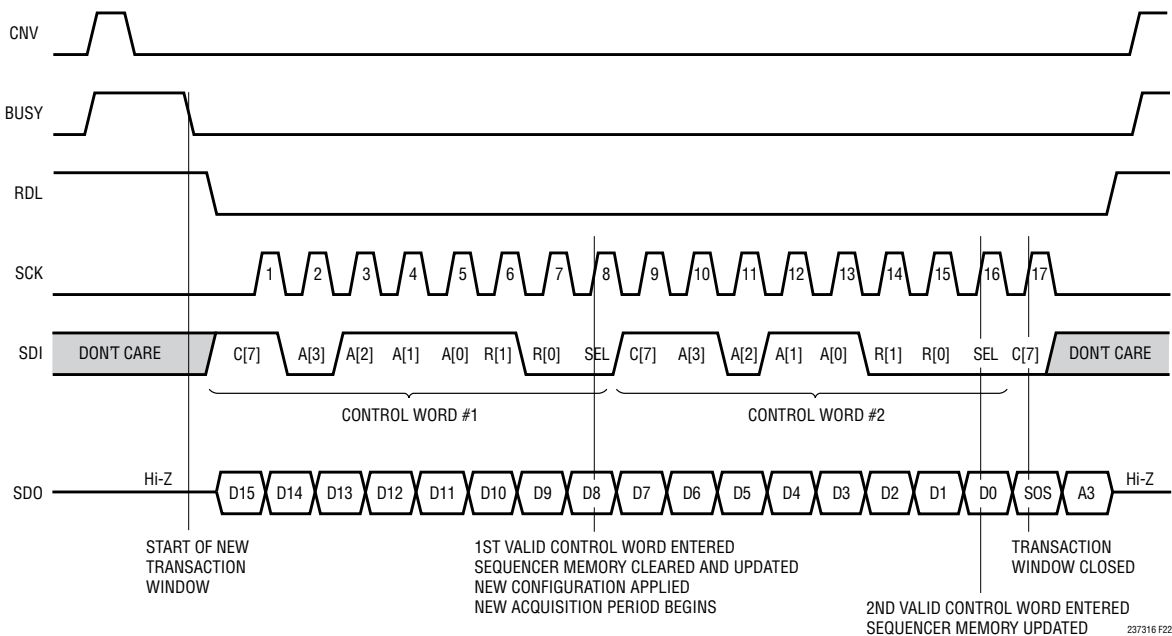 CNV
BUSY
RDL
SCK
1 2 3 4 5 6 7 8 9 10 11 12 13 14 15 16 17
SDI
DON'T CARE C[7] A[3] A[2] A[1] A[0] R[1] R[0] SEL C[7] A[3] A[2] A[1] A[0] R[1] R[0] SEL C[7] DON'T CARE
CONTROL WORD #1
CONTROL WORD #2
SDO
Hi-Z D15 D14 D13 D12 D11 D10 D9 D8 D7 D6 D5 D4 D3 D2 D1 D0 SOS A3 Hi-Z
START OF NEW
TRANSACTION
WINDOW
1ST VALID CONTROL WORD ENTERED
SEQUENCER MEMORY CLEARED AND UPDATED
NEW CONFIGURATION APPLIED
NEW ACQUISITION PERIOD BEGINS
TRANSACTION
WINDOW CLOSED
2ND VALID CONTROL WORD ENTERED
SEQUENCER MEMORY UPDATED
237316 F22